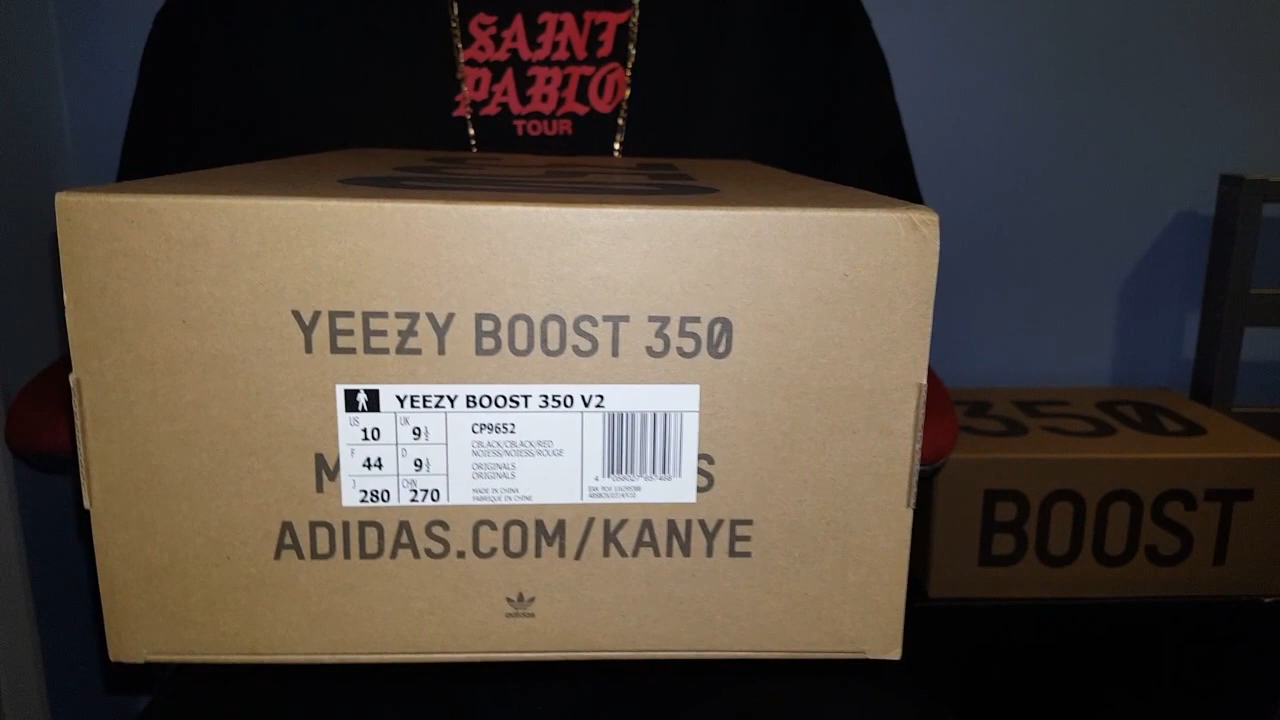 SAINT
PABLO
TOUR
350
YEEZY BOOST 350
YEEZY BOOST 350 V2
US 10 UK 9½
F 44 D 9½
J 280 CHN 270
CP9652
CBLACK/CBLACK/RED
NOIESS/NOIESS/ROUGE
ORIGINALS
ORIGINALS
MADE IN CHINA
FABRIQUE EN CHINE
M
S
ADIDAS.COM/KANYE
adidas
350
BOOST